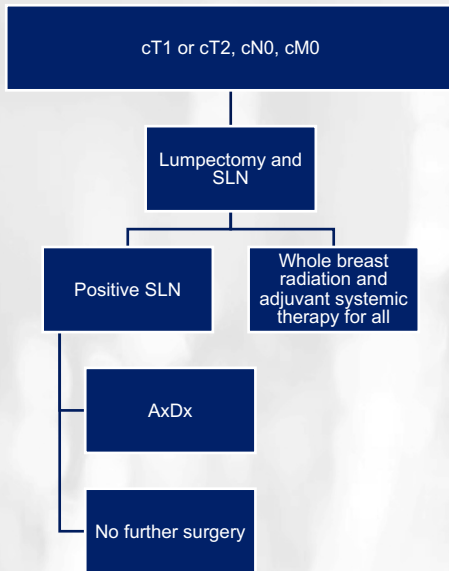 cT1 or cT2, cN0, cM0
Lumpectomy and
SLN
Positive SLN
Whole breast
radiation and
adjuvant systemic
therapy for all
AxDx
No further surgery